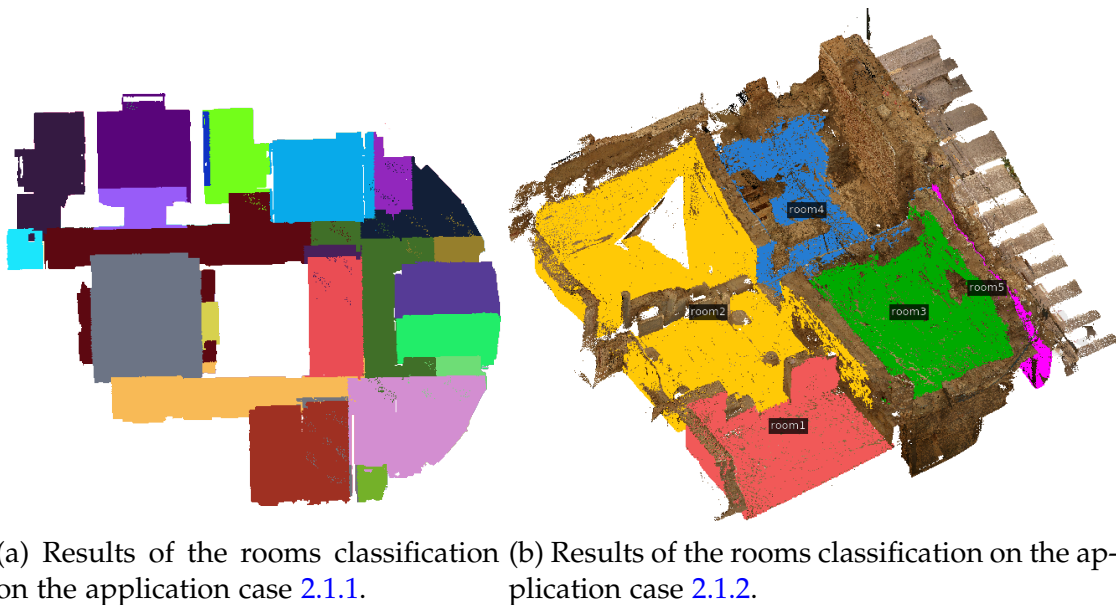 room4
room5
room2
room3
room1
(a) Results of the rooms classification
on the application case 2.1.1.
(b) Results of the rooms classification on the ap-
plication case 2.1.2.